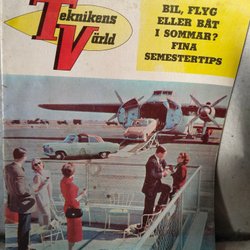 Teknikens
Värld
BIL, FLYG
ELLER BÅT
I SOMMAR?
FINA
SEMESTERTIPS